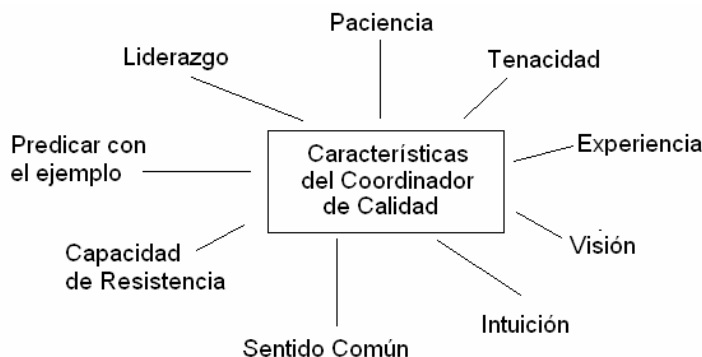 Paciencia
Liderazgo
Tenacidad
Predicar con
el ejemplo
Características
del Coordinador
de Calidad
Experiencia
Capacidad
de Resistencia
Visión
Sentido Común
Intuición